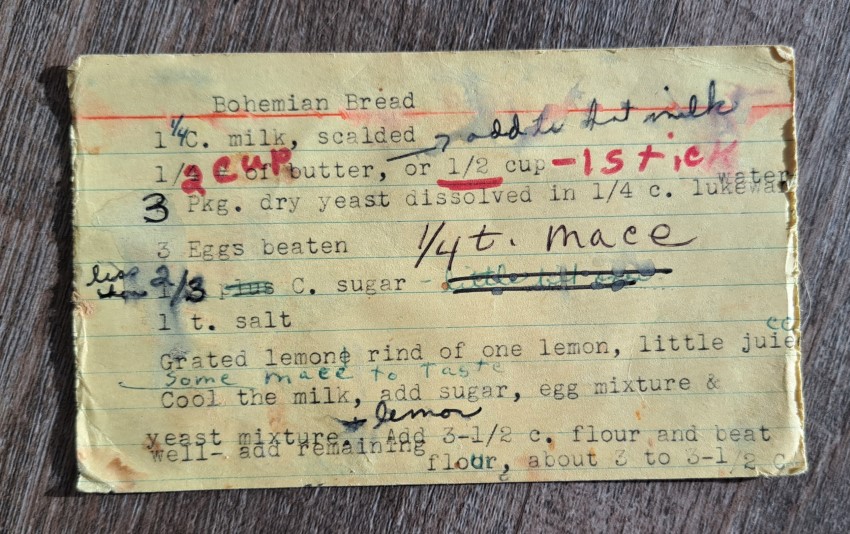 Bohemian Bread
1 1/4 C. milk, scalded → add to hot milk
1/2 cup of butter, or 1/2 cup - 1 stick
3 Pkg. dry yeast dissolved in 1/4 c. lukewarm water
3 Eggs beaten 1/4 t. mace
less than 2/3 plus C. sugar -
1 t. salt
Grated lemon rind of one lemon, little juice
Some mace to taste
Cool the milk, add sugar, egg mixture &
+ lemon
yeast mixture. Add 3-1/2 c. flour and beat
well- add remaining
flour, about 3 to 3-1/2 c